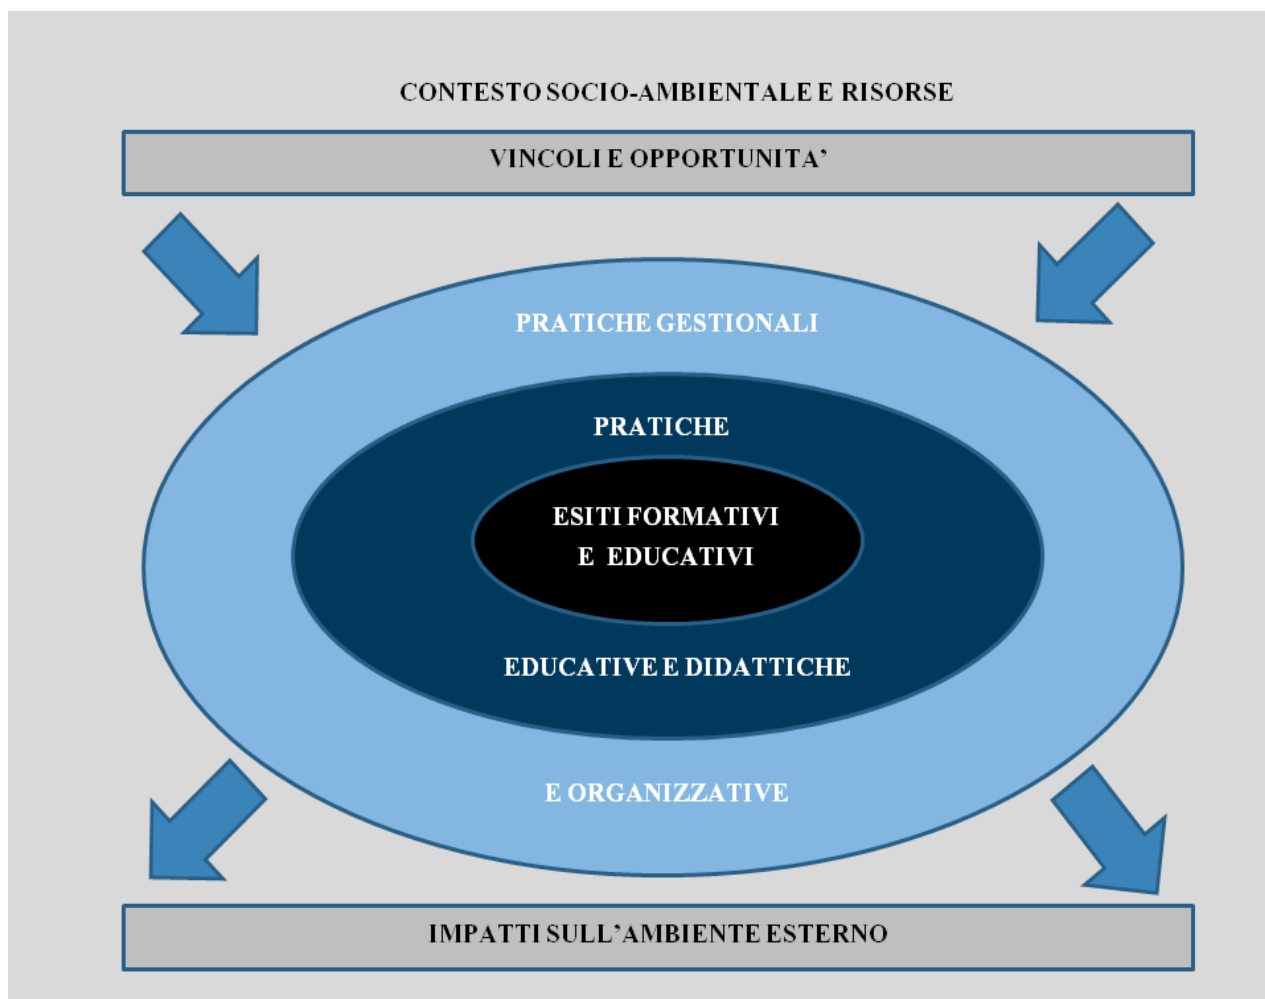 CONTESTO SOCIO-AMBIENTALE E RISORSE
VINCOLI E OPPORTUNITA’
PRATICHE GESTIONALI
PRATICHE
ESITI FORMATIVI
E EDUCATIVI
EDUCATIVE E DIDATTICHE
E ORGANIZZATIVE
IMPATTI SULL’AMBIENTE ESTERNO